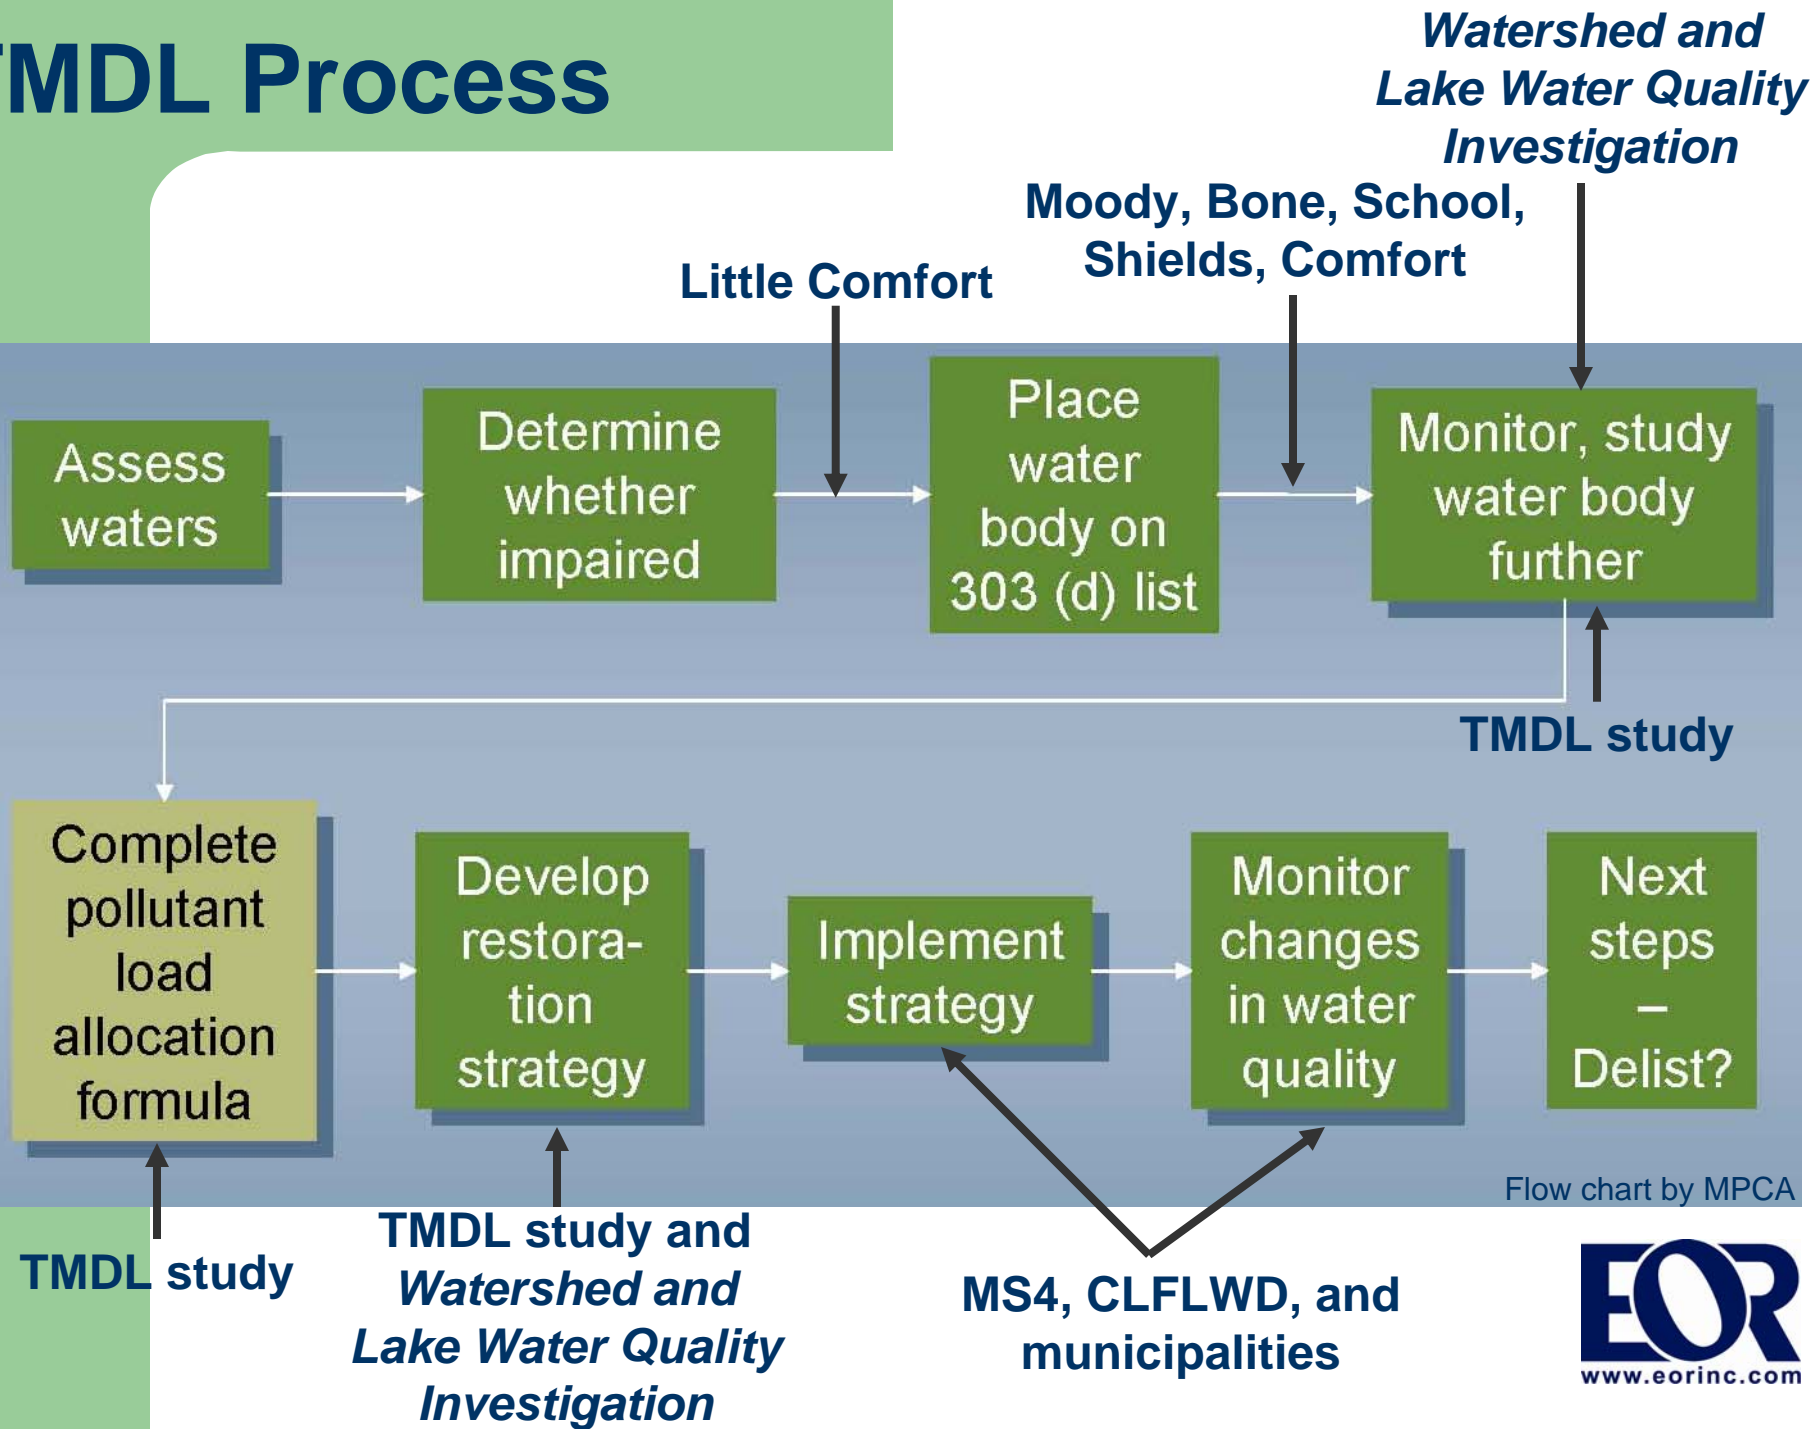 TMDL Process
Watershed and
Lake Water Quality
Investigation
Moody, Bone, School,
Shields, Comfort
Little Comfort
Assess
waters
Determine
whether
impaired
Place
water
body on
303 (d) list
Monitor, study
water body
further
TMDL study
Complete
pollutant
load
allocation
formula
Develop
restora-
tion
strategy
Implement
strategy
Monitor
changes
in water
quality
Next
steps
–
Delist?
Flow chart by MPCA
TMDL study
TMDL study and
Watershed and
Lake Water Quality
Investigation
MS4, CLFLWD, and
municipalities
EOR
www.eorinc.com